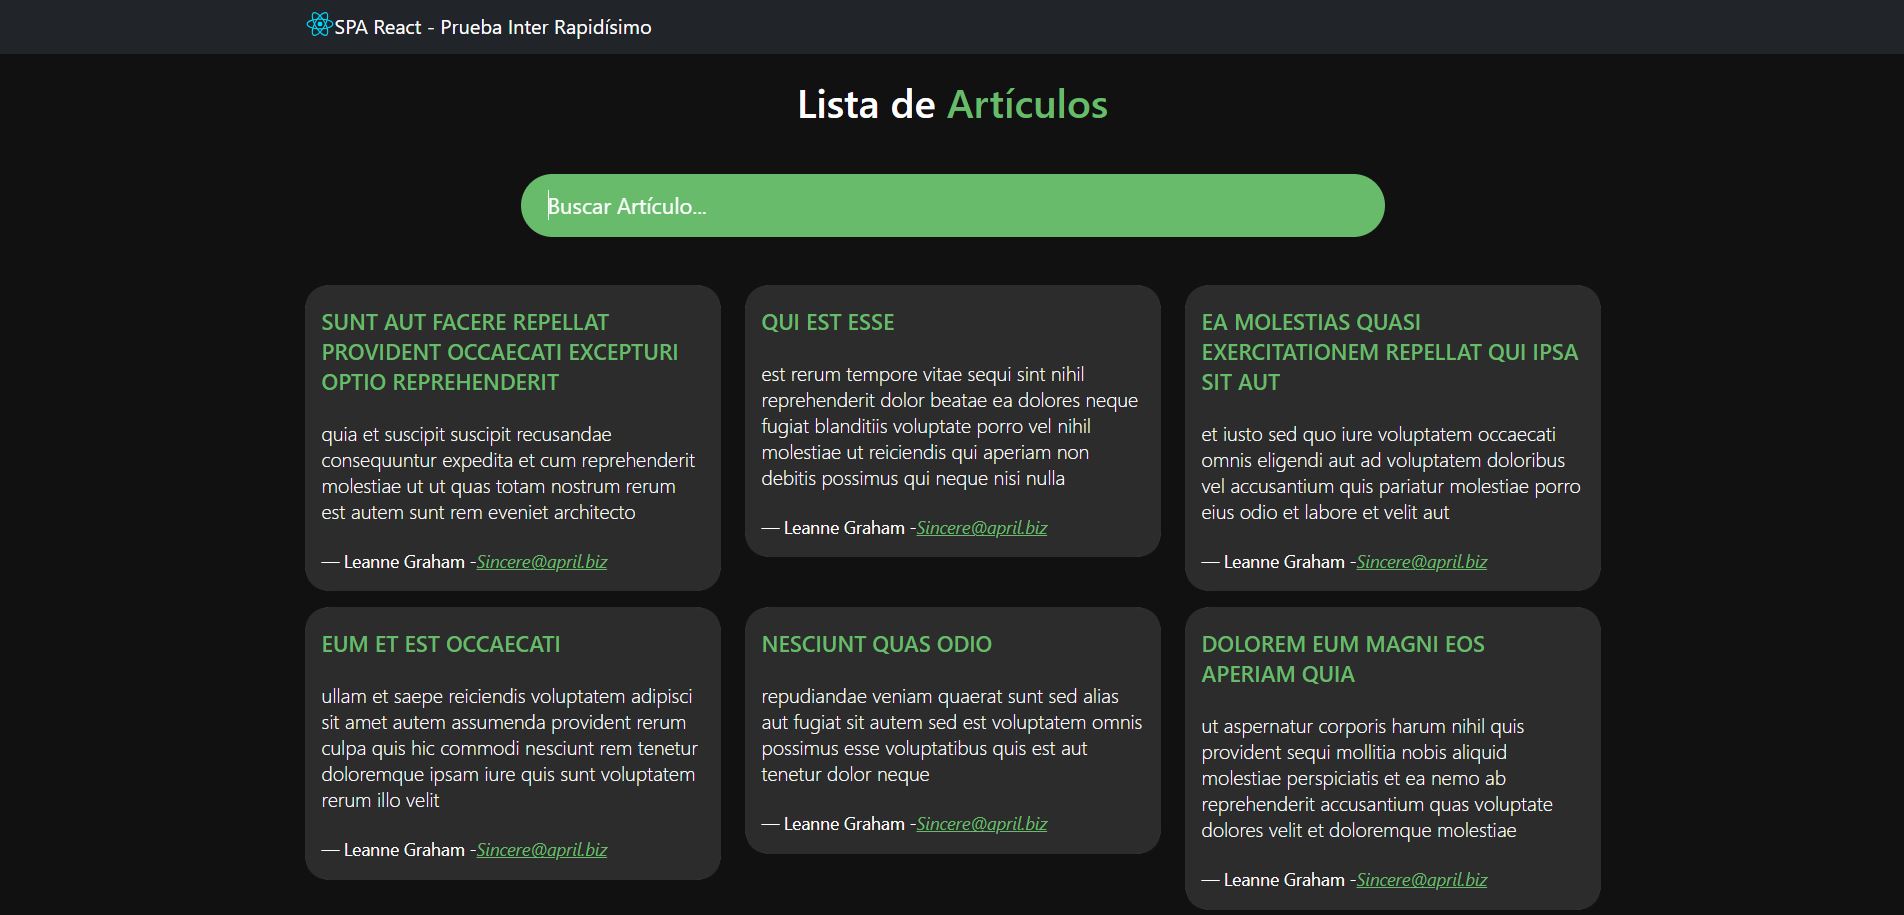 SPA React - Prueba Inter Rapidísimo
Lista de Artículos
Buscar Artículo...
SUNT AUT FACERE REPELLAT
PROVIDENT OCCAECATI EXCEPTURI
OPTIO REPREHENDERIT
quia et suscipit suscipit recusandae
consequuntur expedita et cum reprehenderit
molestiae ut ut quas totam nostrum rerum
est autem sunt rem eveniet architecto
— Leanne Graham -Sincere@april.biz
QUI EST ESSE
est rerum tempore vitae sequi sint nihil
reprehenderit dolor beatae ea dolores neque
fugiat blanditiis voluptate porro vel nihil
molestiae ut reiciendis qui aperiam non
debitis possimus qui neque nisi nulla
— Leanne Graham -Sincere@april.biz
EA MOLESTIAS QUASI
EXERCITATIONEM REPELLAT QUI IPSA
SIT AUT
et iusto sed quo iure voluptatem occaecati
omnis eligendi aut ad voluptatem doloribus
vel accusantium quis pariatur molestiae porro
eius odio et labore et velit aut
— Leanne Graham -Sincere@april.biz
EUM ET EST OCCAECATI
ullam et saepe reiciendis voluptatem adipisci
sit amet autem assumenda provident rerum
culpa quis hic commodi nesciunt rem tenetur
doloremque ipsam iure quis sunt voluptatem
rerum illo velit
— Leanne Graham -Sincere@april.biz
NESCIUNT QUAS ODIO
repudiandae veniam quaerat sunt sed alias
aut fugiat sit autem sed est voluptatem omnis
possimus esse voluptatibus quis est aut
tenetur dolor neque
— Leanne Graham -Sincere@april.biz
DOLOREM EUM MAGNI EOS
APERIAM QUIA
ut aspernatur corporis harum nihil quis
provident sequi mollitia nobis aliquid
molestiae perspiciatis et ea nemo ab
reprehenderit accusantium quas voluptate
dolores velit et doloremque molestiae
— Leanne Graham -Sincere@april.biz